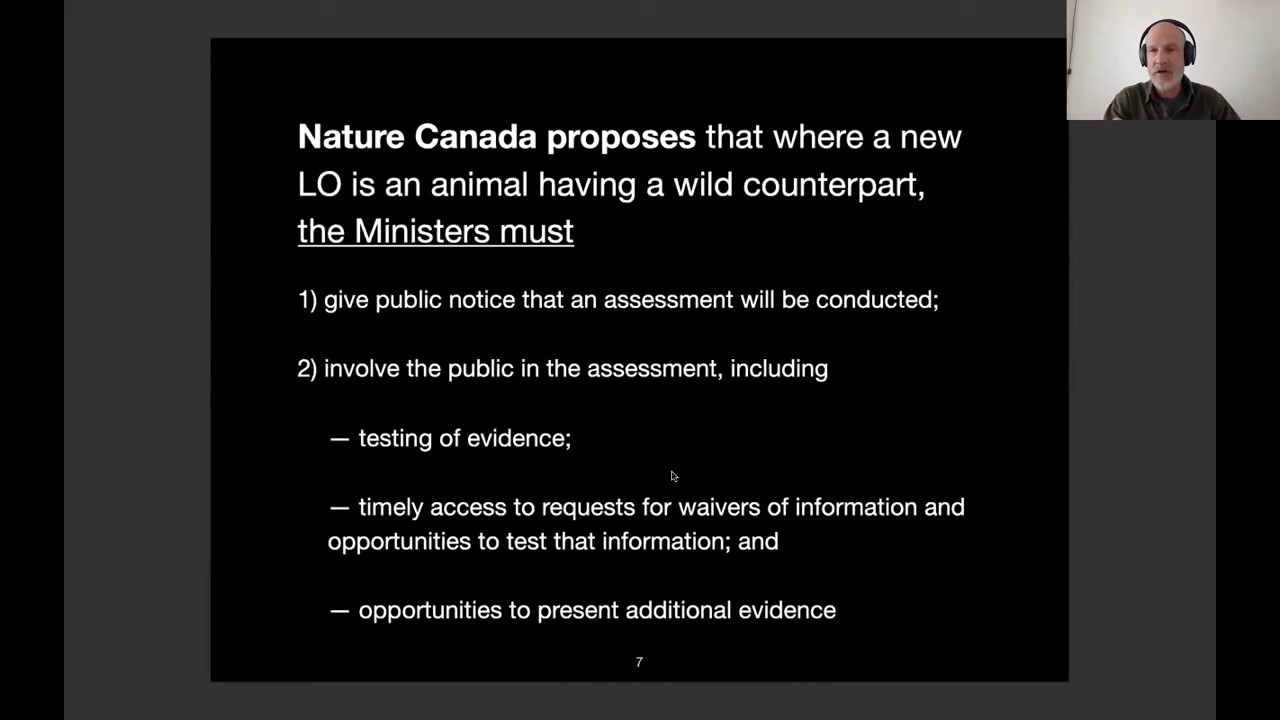 Nature Canada proposes that where a new
LO is an animal having a wild counterpart,
the Ministers must
1) give public notice that an assessment will be conducted;
2) involve the public in the assessment, including
— testing of evidence;
— timely access to requests for waivers of information and
opportunities to test that information; and
— opportunities to present additional evidence
7